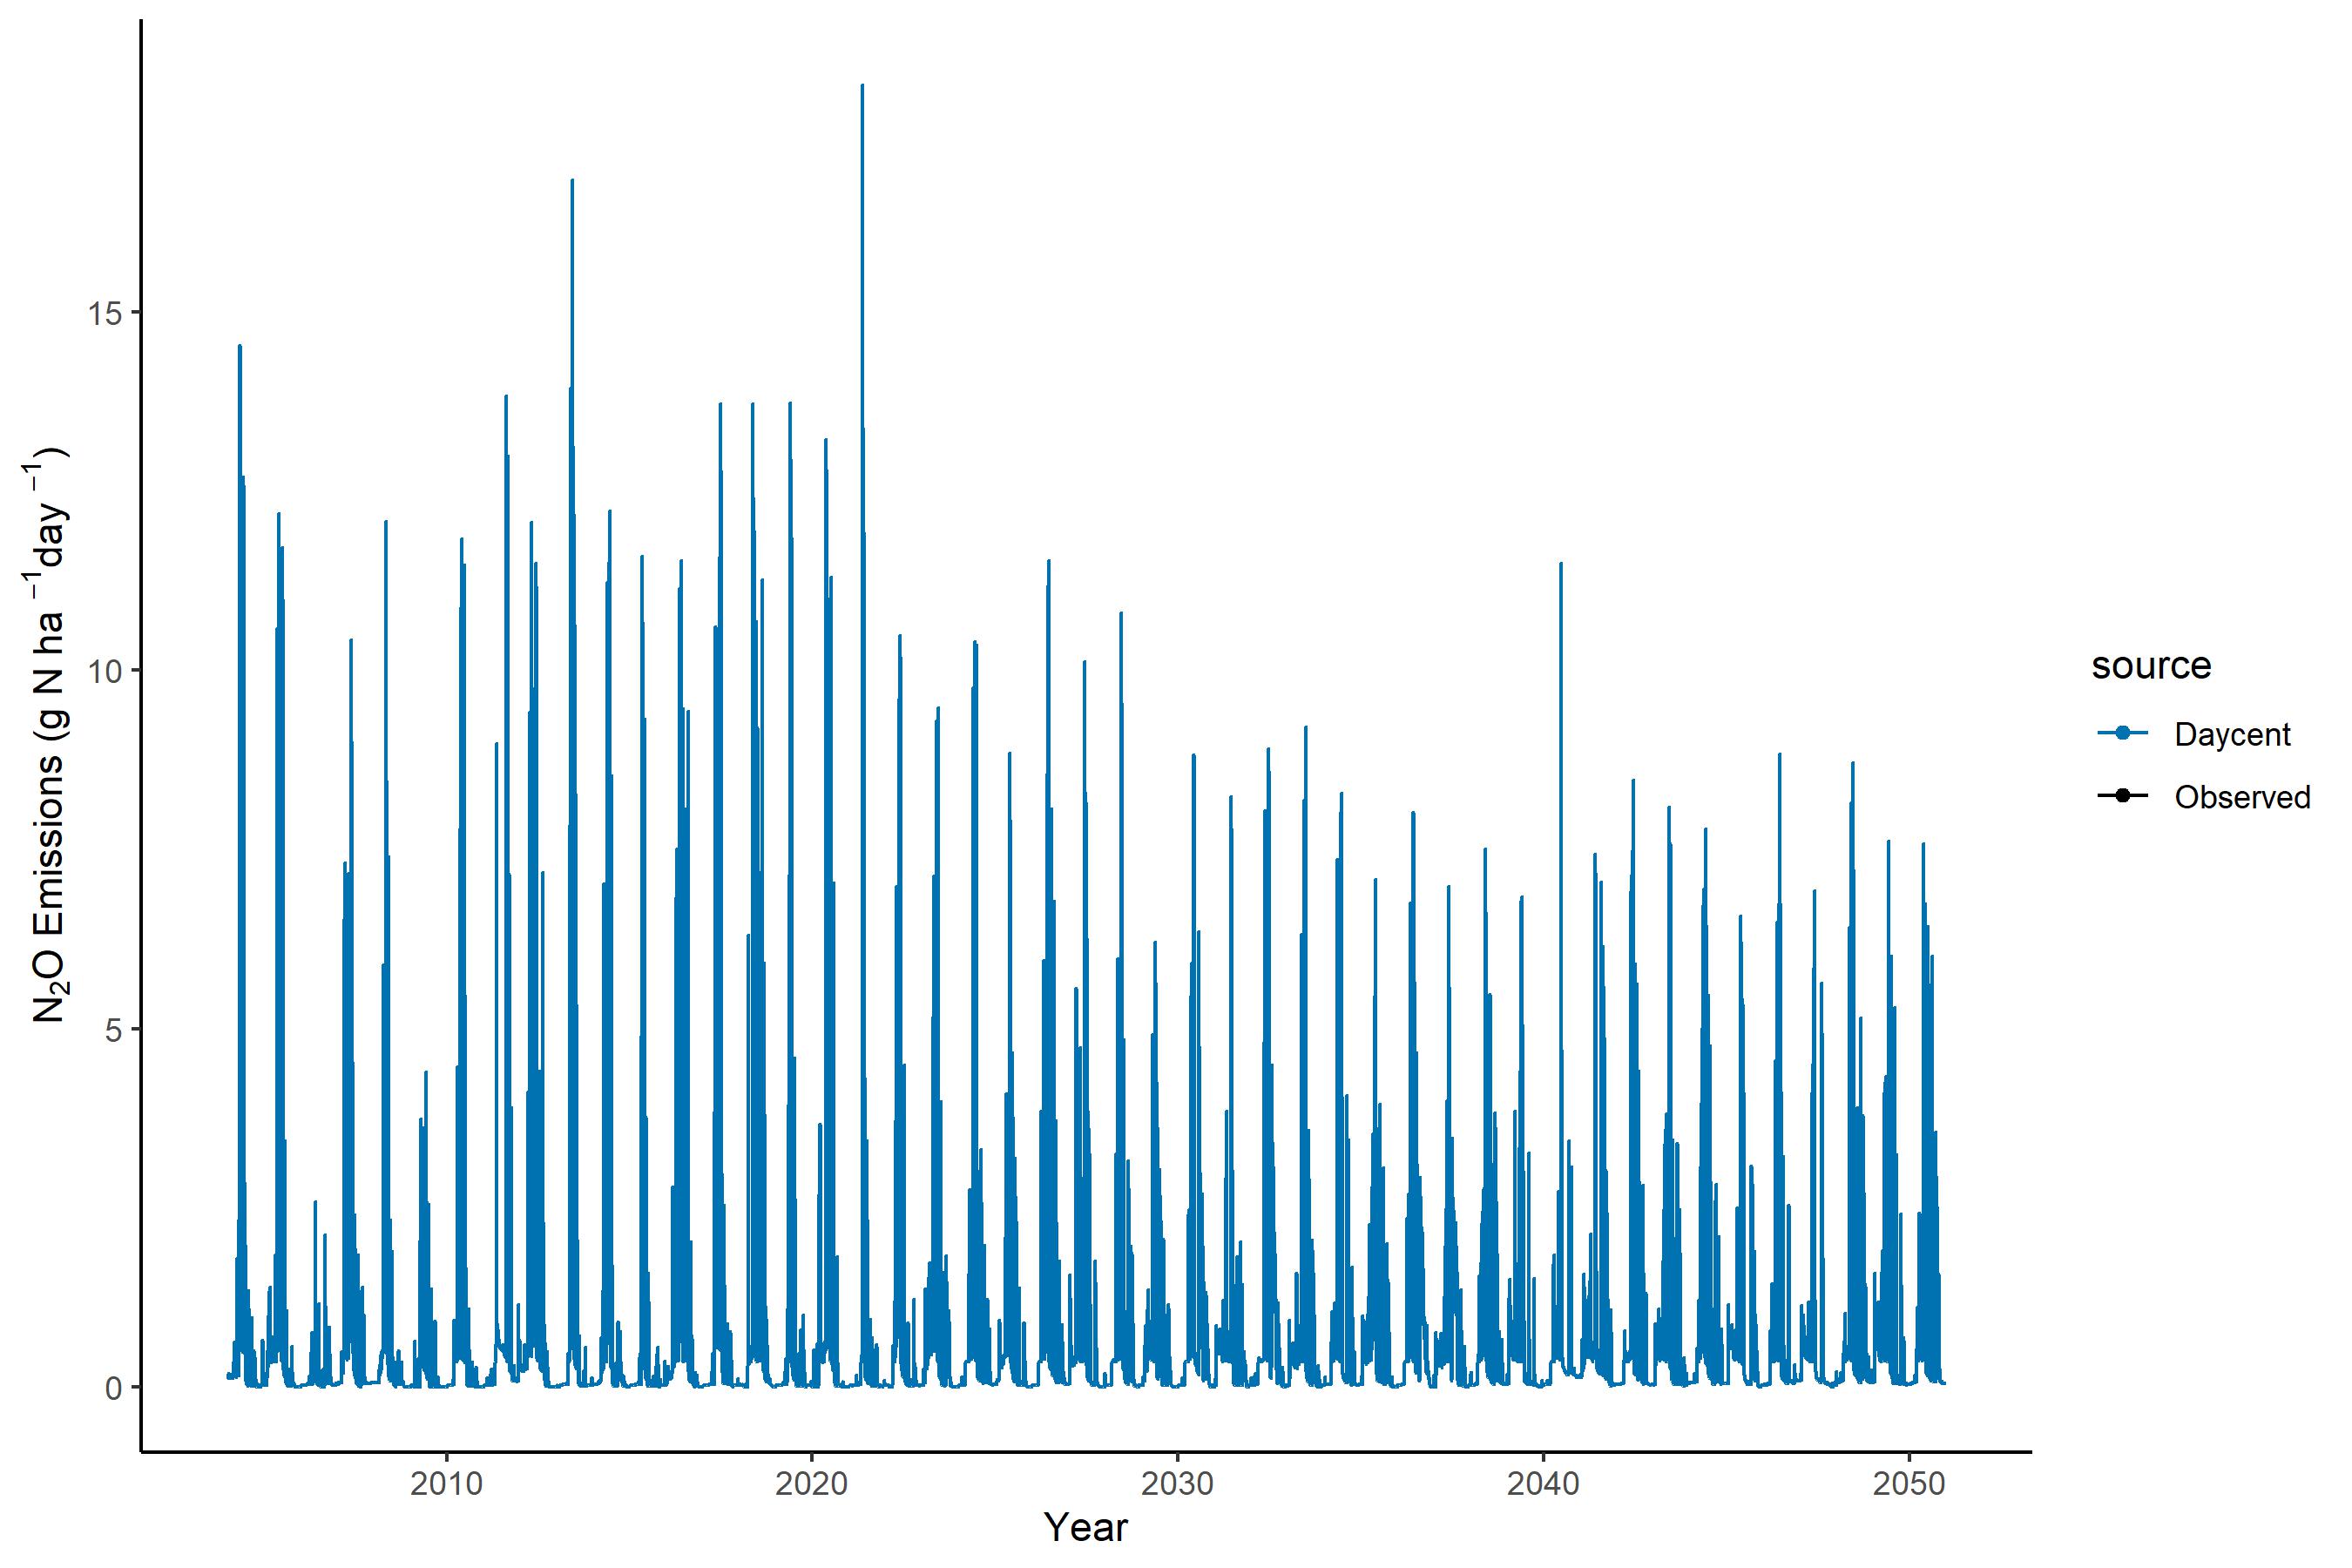 N₂O Emissions (g N ha ⁻¹day ⁻¹)
15
10
5
0
2010 2020 2030 2040 2050
Year
source
Daycent
Observed